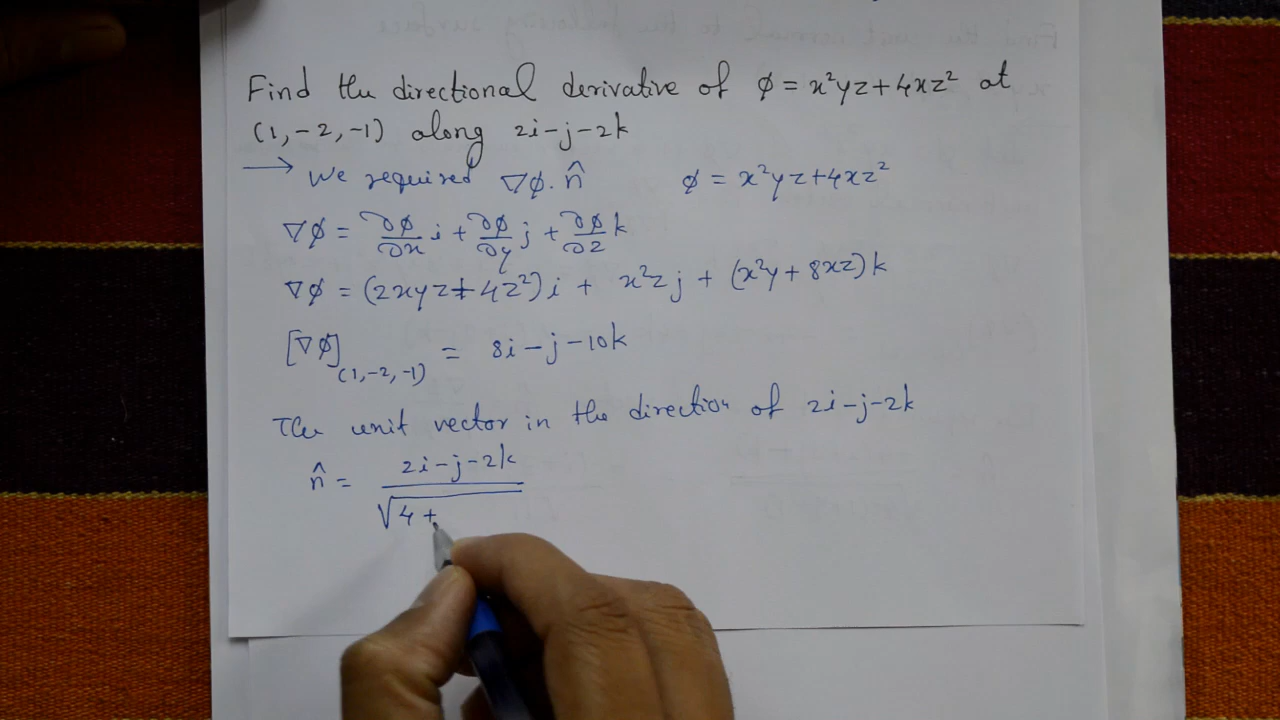 Find the directional derivative of ϕ = x²yz+4xz² at
(1,-2,-1) along 2i-j-2k
→ We required ∇ϕ.n̂ ϕ = x²yz+4xz²
∇ϕ = ∂ϕ/∂x i + ∂ϕ/∂y j + ∂ϕ/∂z k
∇ϕ = (2xyz+4z²)i + x²zj + (x²y+8xz)k
[∇ϕ](1,-2,-1) = 8i-j-10k
The unit vector in the direction of 2i-j-2k
n̂ = 2i-j-2k / √4+